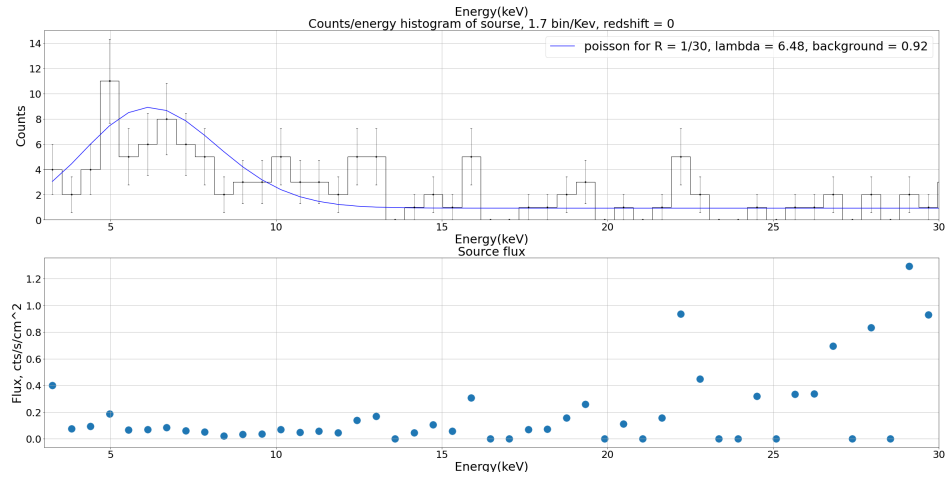 Energy(keV)
Counts/energy histogram of sourse, 1.7 bin/Kev, redshift = 0
poisson for R = 1/30, lambda = 6.48, background = 0.92
Counts
14
12
10
8
6
4
2
0
5 10 15 20 25 30
Energy(keV)
Source flux
Flux, cts/s/cm^2
1.2
1.0
0.8
0.6
0.4
0.2
0.0
5 10 15 20 25 30
Energy(keV)